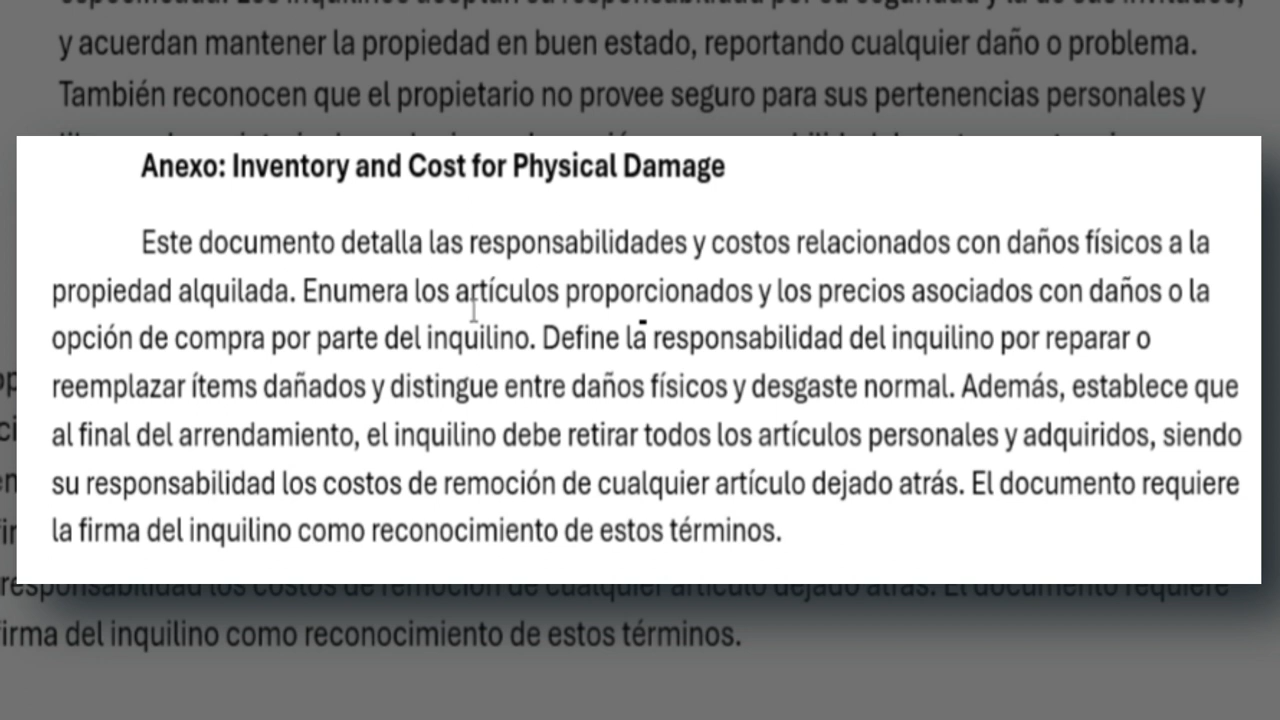 y acuerdan mantener la propiedad en buen estado, reportando cualquier daño o problema.
También reconocen que el propietario no provee seguro para sus pertenencias personales y
Anexo: Inventory and Cost for Physical Damage
Este documento detalla las responsabilidades y costos relacionados con daños físicos a la
propiedad alquilada. Enumera los artículos proporcionados y los precios asociados con daños o la
opción de compra por parte del inquilino. Define la responsabilidad del inquilino por reparar o
reemplazar ítems dañados y distingue entre daños físicos y desgaste normal. Además, establece que
al final del arrendamiento, el inquilino debe retirar todos los artículos personales y adquiridos, siendo
su responsabilidad los costos de remoción de cualquier artículo dejado atrás. El documento requiere
la firma del inquilino como reconocimiento de estos términos.
responsabilidad los costos de remoción de cualquier artículo dejado atrás. El documento requiere
firma del inquilino como reconocimiento de estos términos.